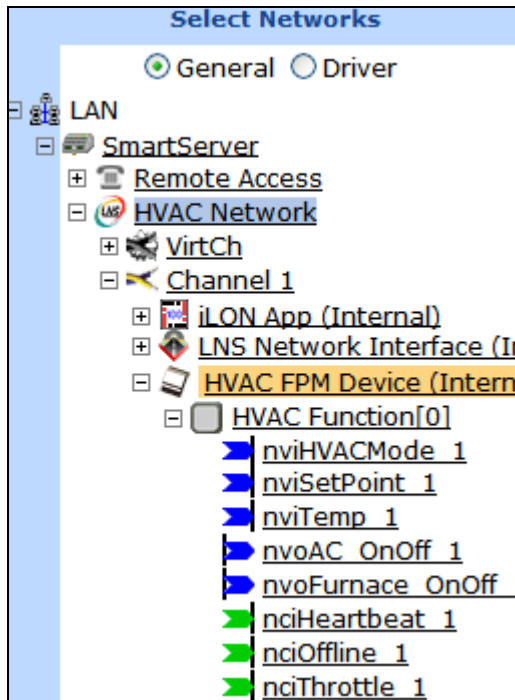 Select Networks
General Driver
LAN
SmartServer
Remote Access
HVAC Network
VirtCh
Channel 1
iLON App (Internal)
LNS Network Interface (I
HVAC FPM Device (Intern
HVAC Function[0]
nviHVACMode_1
nviSetPoint_1
nviTemp_1
nvoAC_OnOff_1
nvoFurnace_OnOff_
nciHeartbeat_1
nciOffline_1
nciThrottle_1